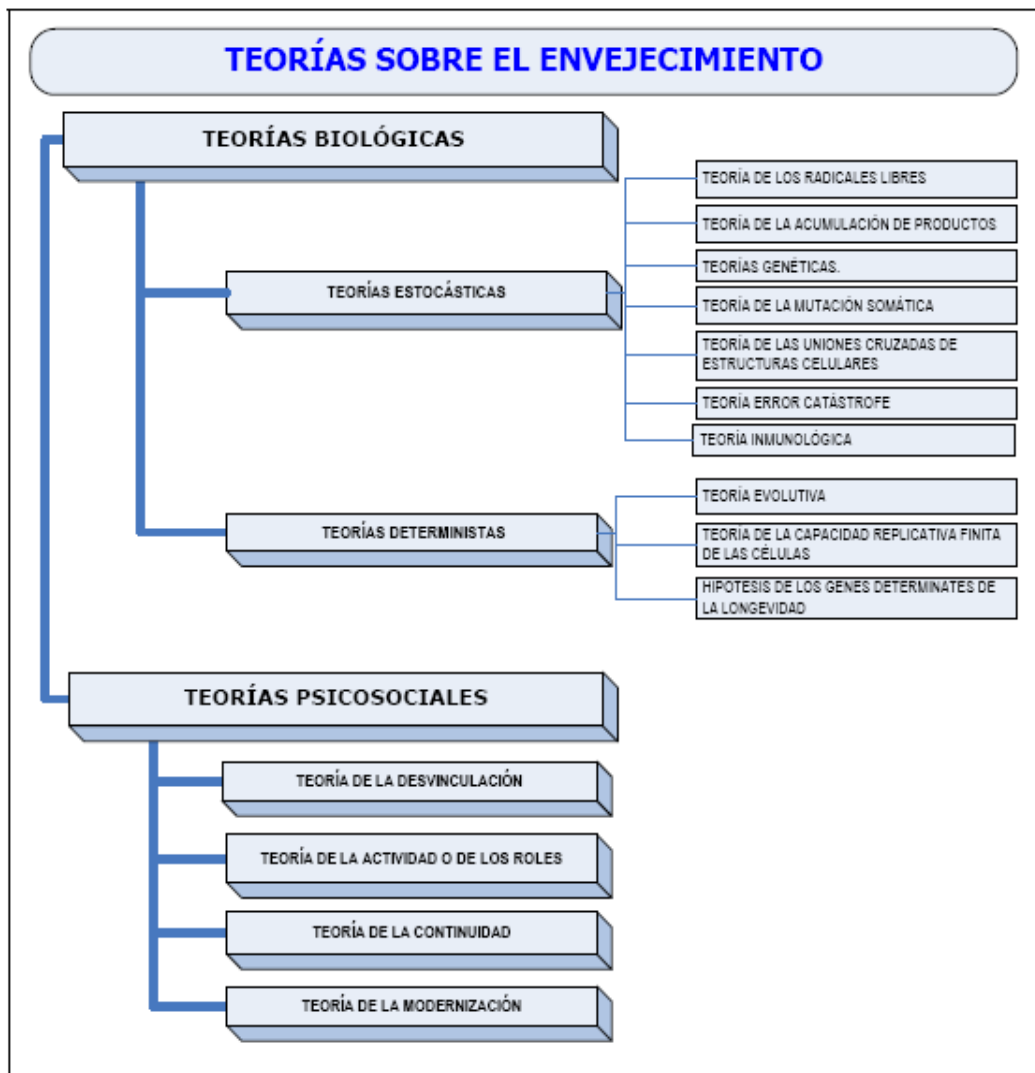 TEORÍAS SOBRE EL ENVEJECIMIENTO
TEORÍAS BIOLÓGICAS
TEORÍAS ESTOCÁSTICAS
TEORÍA DE LOS RADICALES LIBRES
TEORÍA DE LA ACUMULACIÓN DE PRODUCTOS
TEORÍAS GENÉTICAS.
TEORÍA DE LA MUTACIÓN SOMÁTICA
TEORÍA DE LAS UNIONES CRUZADAS DE
ESTRUCTURAS CELULARES
TEORÍA ERROR CATÁSTROFE
TEORÍA INMUNOLÓGICA
TEORÍAS DETERMINISTAS
TEORÍA EVOLUTIVA
TEORÍA DE LA CAPACIDAD REPLICATIVA FINITA
DE LAS CÉLULAS
HIPÓTESIS DE LOS GENES DETERMINATES DE
LA LONGEVIDAD
TEORÍAS PSICOSOCIALES
TEORÍA DE LA DESVINCULACIÓN
TEORÍA DE LA ACTIVIDAD O DE LOS ROLES
TEORÍA DE LA CONTINUIDAD
TEORÍA DE LA MODERNIZACIÓN